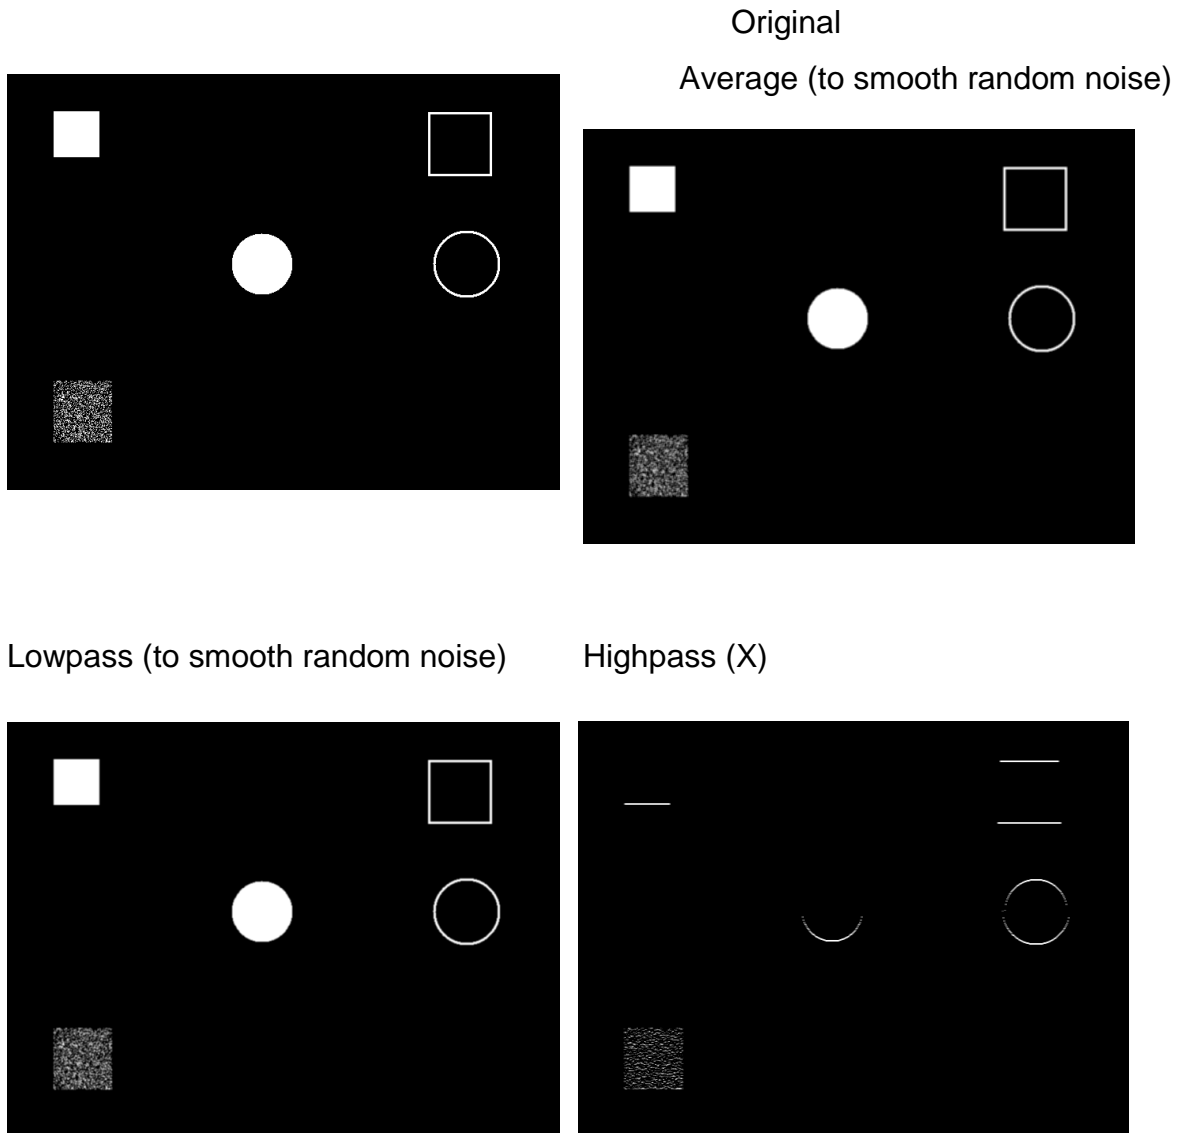 Original
Average (to smooth random noise)
Lowpass (to smooth random noise)
Highpass (X)